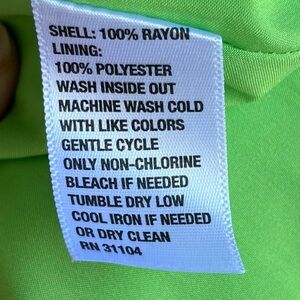 SHELL: 100% RAYON
LINING:
100% POLYESTER
WASH INSIDE OUT
MACHINE WASH COLD
WITH LIKE COLORS
GENTLE CYCLE
ONLY NON-CHLORINE
BLEACH IF NEEDED
TUMBLE DRY LOW
COOL IRON IF NEEDED
OR DRY CLEAN
RN 31104